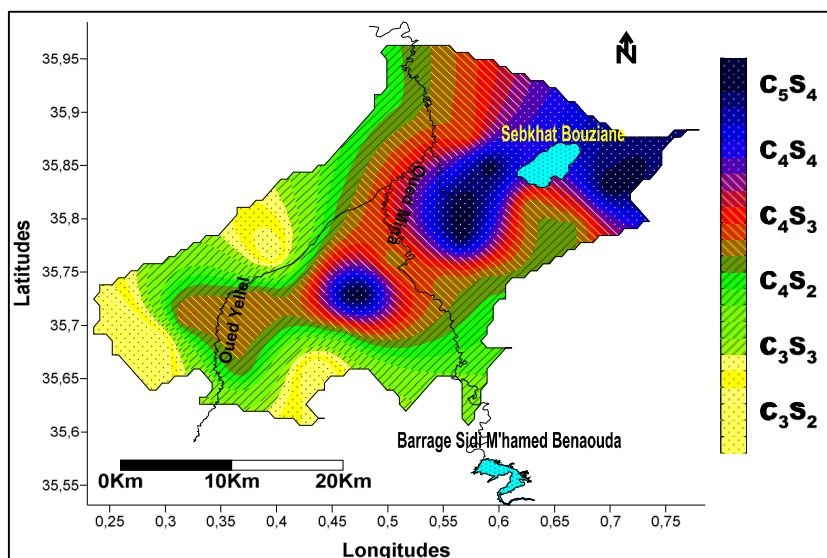 N
Sebkhat Bouziane
Oued Mina
Oued Yellel
Barrage Sidi M'hamed Benaouda
0Km 10Km 20Km
Latitudes
35,95
35,9
35,85
35,8
35,75
35,7
35,65
35,6
35,55
0,25 0,3 0,35 0,4 0,45 0,5 0,55 0,6 0,65 0,7 0,75
Longitudes
C₅S₄
C₄S₄
C₄S₃
C₄S₂
C₃S₃
C₃S₂